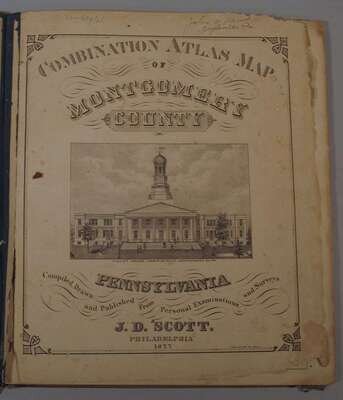 COMBINATION ATLAS MAP
OF
MONTGOMERY
COUNTY
PENNSYLVANIA
Compiled, Drawn and Published From Personal Examinations and Surveys
BY
J. D. SCOTT.
PHILADELPHIA
1877